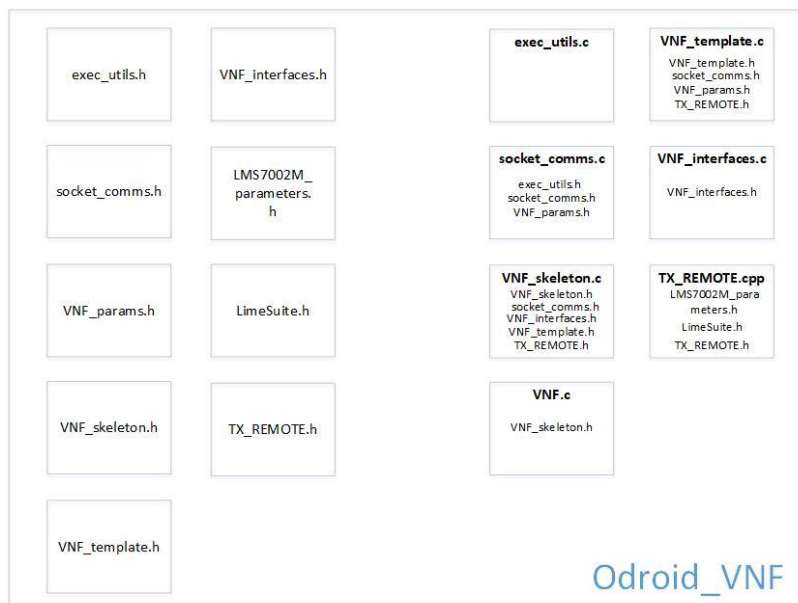 exec_utils.h
VNF_interfaces.h
socket_comms.h
LMS7002M_
parameters.
h
VNF_params.h
LimeSuite.h
VNF_skeleton.h
TX_REMOTE.h
VNF_template.h
exec_utils.c
VNF_template.c
VNF_template.h
socket_comms.h
VNF_params.h
TX_REMOTE.h
socket_comms.c
exec_utils.h
socket_comms.h
VNF_params.h
VNF_interfaces.c
VNF_interfaces.h
VNF_skeleton.c
VNF_skeleton.h
socket_comms.h
VNF_interfaces.h
VNF_template.h
TX_REMOTE.h
TX_REMOTE.cpp
LMS7002M_para
meters.h
LimeSuite.h
TX_REMOTE.h
VNF.c
VNF_skeleton.h
Odroid_VNF